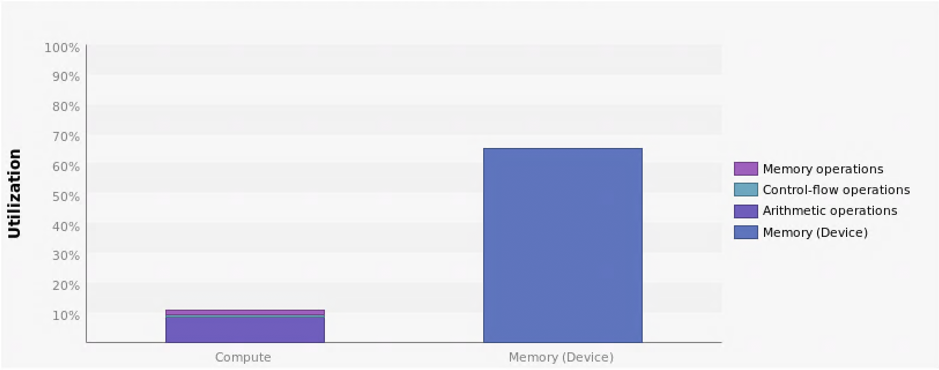 100%
90%
80%
70%
60%
50%
40%
30%
20%
10%
Utilization
Compute
Memory (Device)
Memory operations
Control-flow operations
Arithmetic operations
Memory (Device)